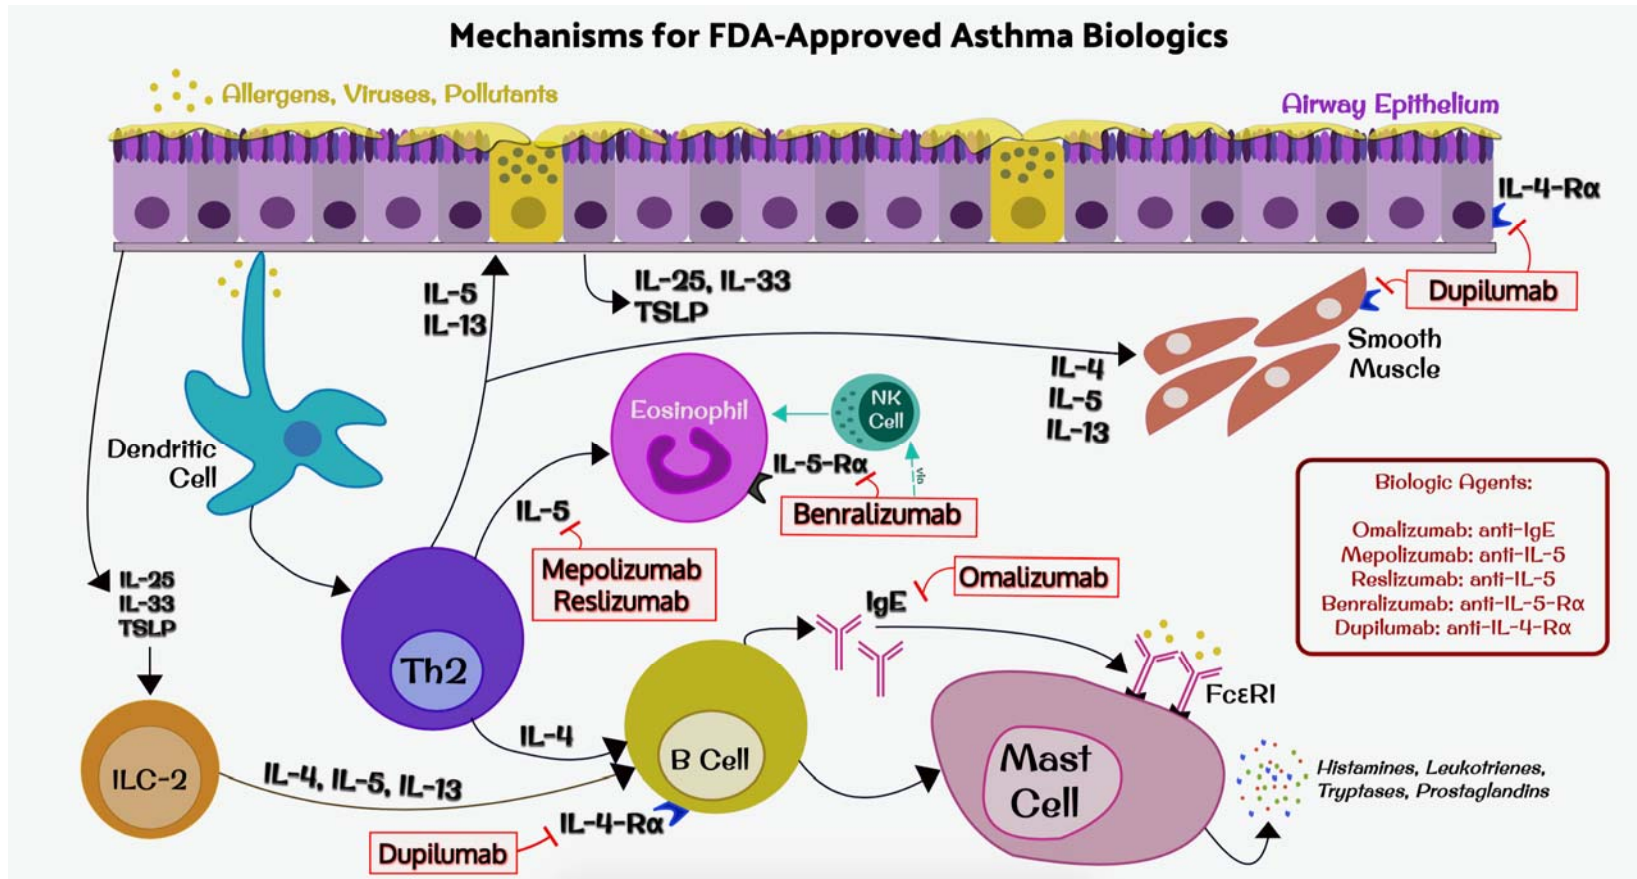 Mechanisms for FDA-Approved Asthma Biologics
Allergens, Viruses, Pollutants
Airway Epithelium
IL-4-Rα
Dupilumab
IL-5
IL-13
IL-25, IL-33
TSLP
Smooth
Muscle
IL-4
IL-5
IL-13
Dendritic
Cell
Eosinophil
NK
Cell
IL-5-Rα
via
Benralizumab
IL-5
Mepolizumab
Reslizumab
Biologic Agents:
Omalizumab: anti-IgE
Mepolizumab: anti-IL-5
Reslizumab: anti-IL-5
Benralizumab: anti-IL-5-Rα
Dupilumab: anti-IL-4-Rα
IL-25
IL-33
TSLP
Th2
Omalizumab
IgE
FcεRI
IL-4
B Cell
ILC-2
IL-4, IL-5, IL-13
IL-4-Rα
Dupilumab
Mast
Cell
Histamines, Leukotrienes,
Tryptases, Prostaglandins